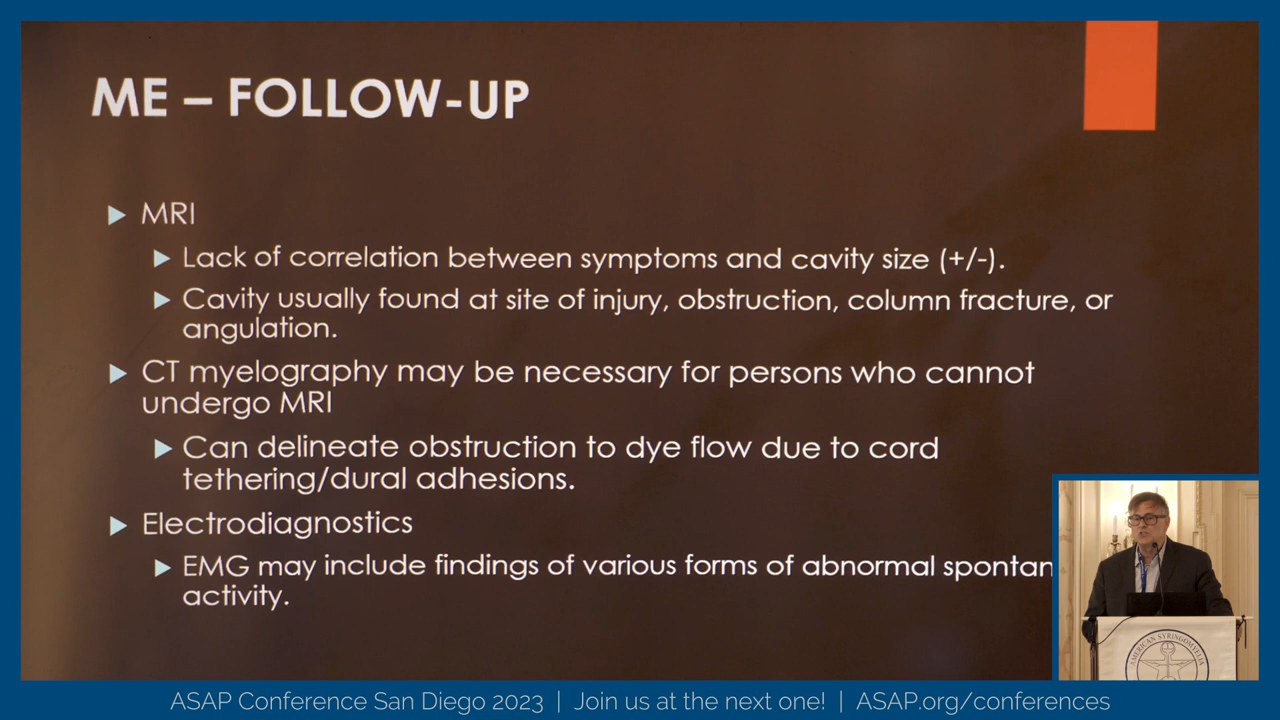 ME – FOLLOW-UP
MRI
Lack of correlation between symptoms and cavity size (+/-).
Cavity usually found at site of injury, obstruction, column fracture, or
angulation.
CT myelography may be necessary for persons who cannot
undergo MRI
Can delineate obstruction to dye flow due to cord
tethering/dural adhesions.
Electrodiagnostics
EMG may include findings of various forms of abnormal spontan
activity.
AMERICAN SYRINGOMYELIA
ASAP Conference San Diego 2023 | Join us at the next one! | ASAP.org/conferences